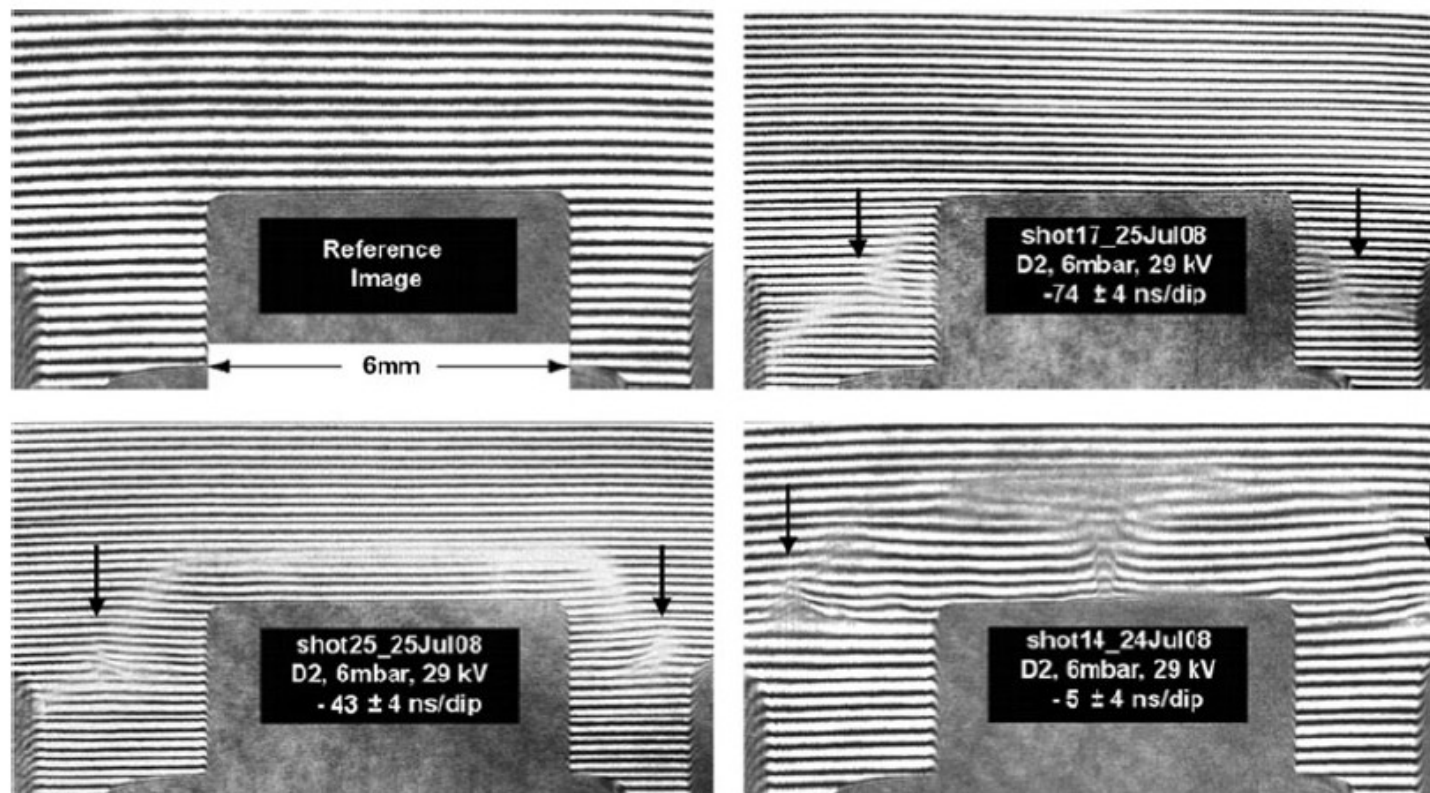 Reference
Image
6mm
shot17_25Jul08
D2, 6mbar, 29 kV
-74 ± 4 ns/dip
shot25_25Jul08
D2, 6mbar, 29 kV
- 43 ± 4 ns/dip
shot14_24Jul08
D2, 6mbar, 29 kV
- 5 ± 4 ns/dip